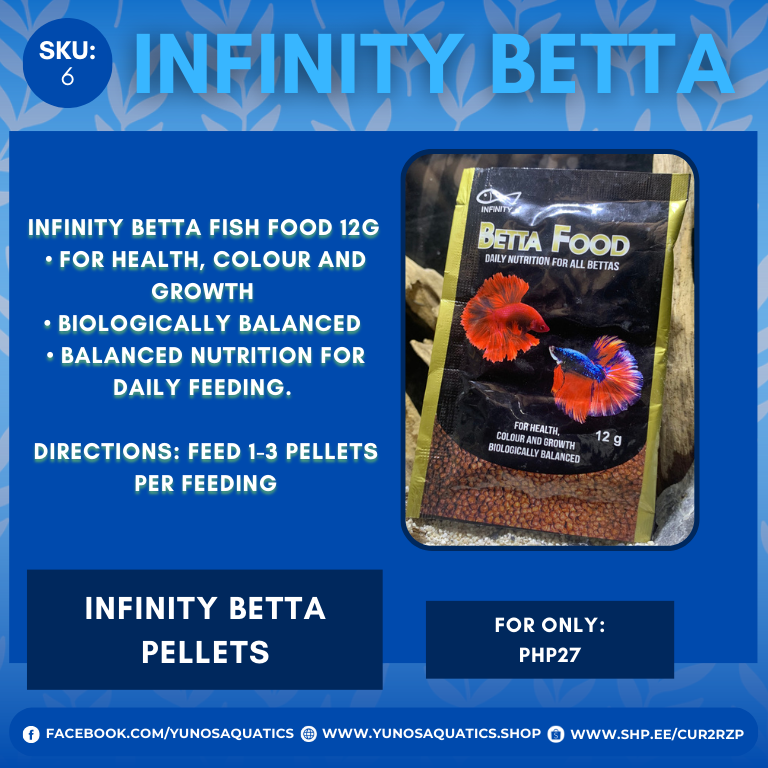 SKU:
6
INFINITY BETTA
INFINITY BETTA FISH FOOD 12G
• FOR HEALTH, COLOUR AND
GROWTH
• BIOLOGICALLY BALANCED
• BALANCED NUTRITION FOR
DAILY FEEDING.
DIRECTIONS: FEED 1-3 PELLETS
PER FEEDING
INFINITY
BETTA FOOD
DAILY NUTRITION FOR ALL BETTAS
FOR HEALTH,
COLOUR AND GROWTH
BIOLOGICALLY BALANCED
12 g
INFINITY BETTA
PELLETS
FOR ONLY:
PHP27
FACEBOOK.COM/YUNOSAQUATICS WWW.YUNOSAQUATICS.SHOP WWW.SHP.EE/CUR2RZP